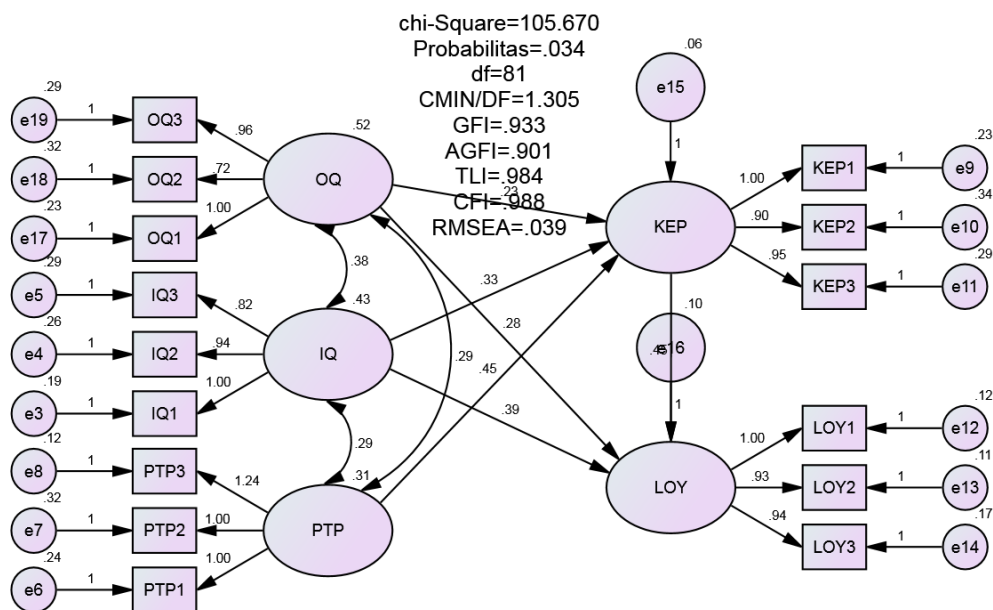 chi-Square=105.670
Probabilitas=.034
df=81
CMIN/DF=1.305
GFI=.933
AGFI=.901
TLI=.984
CFI=.988
RMSEA=.039
.06
e15
1
.29
e19
1
OQ3
.96
.32
e18
1
OQ2
.72
.23
e17
1
OQ1
1.00
.52
OQ
.29
e5
1
IQ3
.82
.26
e4
1
IQ2
.94
.19
e3
1
IQ1
1.00
.43
IQ
.12
e8
1
PTP3
1.24
.32
e7
1
PTP2
1.00
.24
e6
1
PTP1
1.00
.31
PTP
.38
.29
.29
.23
.33
.45
.28
.39
KEP
1.00
KEP1
1
.23
e9
.90
KEP2
1
.34
e10
.95
KEP3
1
.29
e11
.10
e16
1
LOY
1.00
LOY1
1
.12
e12
.93
LOY2
1
.11
e13
.94
LOY3
1
.17
e14